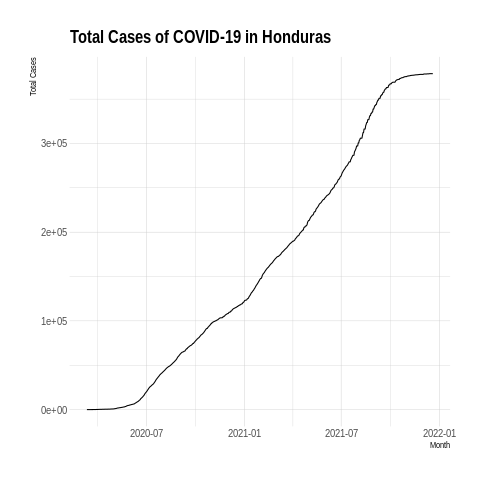 Total Cases of COVID-19 in Honduras
Total Cases
3e+05
2e+05
1e+05
0e+00
2020-07 2021-01 2021-07 2022-01
Month